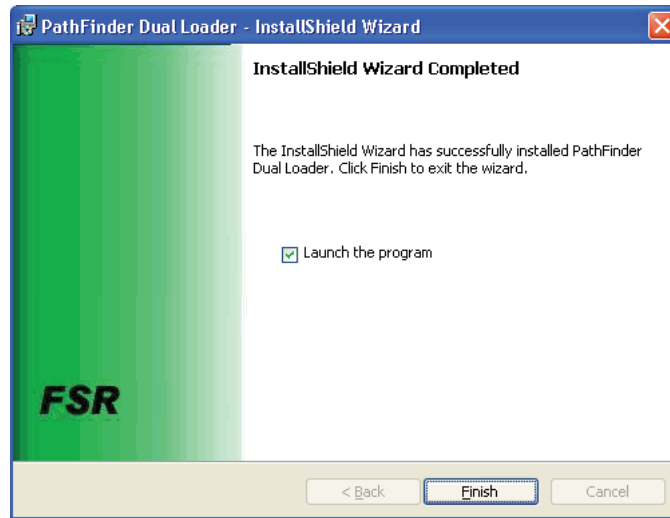 PathFinder Dual Loader - InstallShield Wizard
InstallShield Wizard Completed
The InstallShield Wizard has successfully installed PathFinder
Dual Loader. Click Finish to exit the wizard.
Launch the program
FSR
< Back Finish Cancel